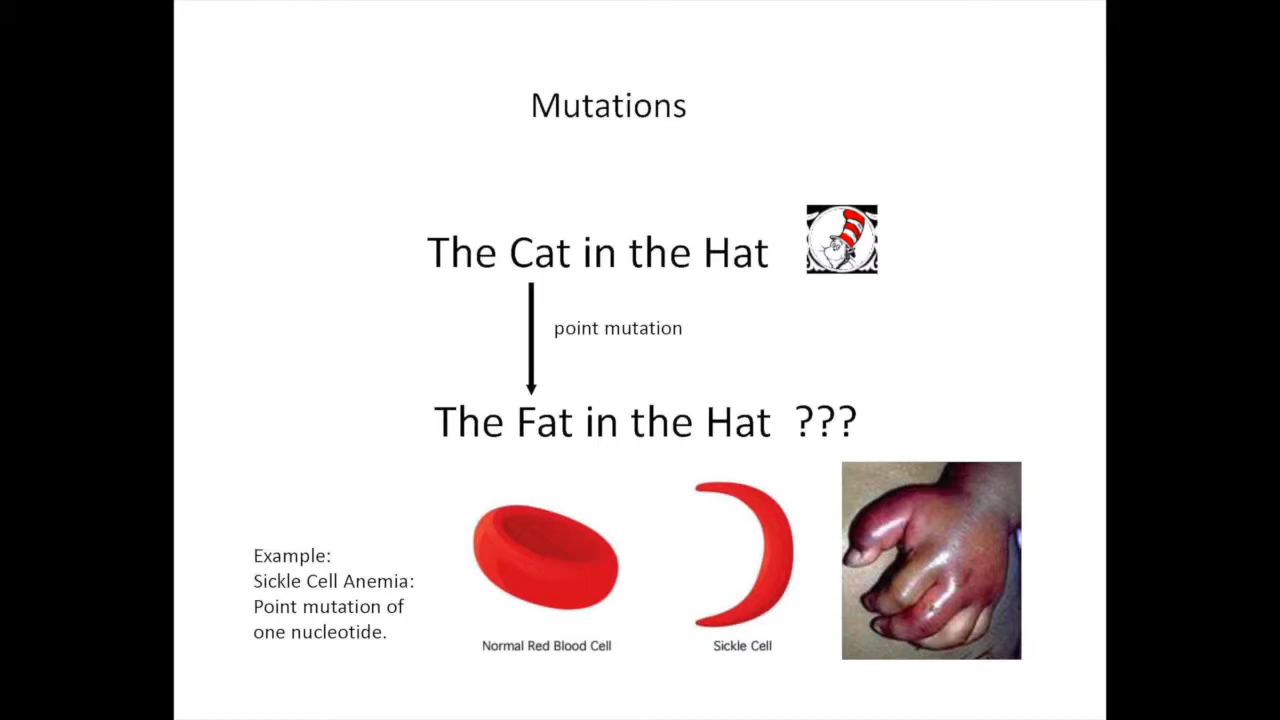 Mutations
The Cat in the Hat
point mutation
The Fat in the Hat ???
Example:
Sickle Cell Anemia:
Point mutation of
one nucleotide.
Normal Red Blood Cell
Sickle Cell